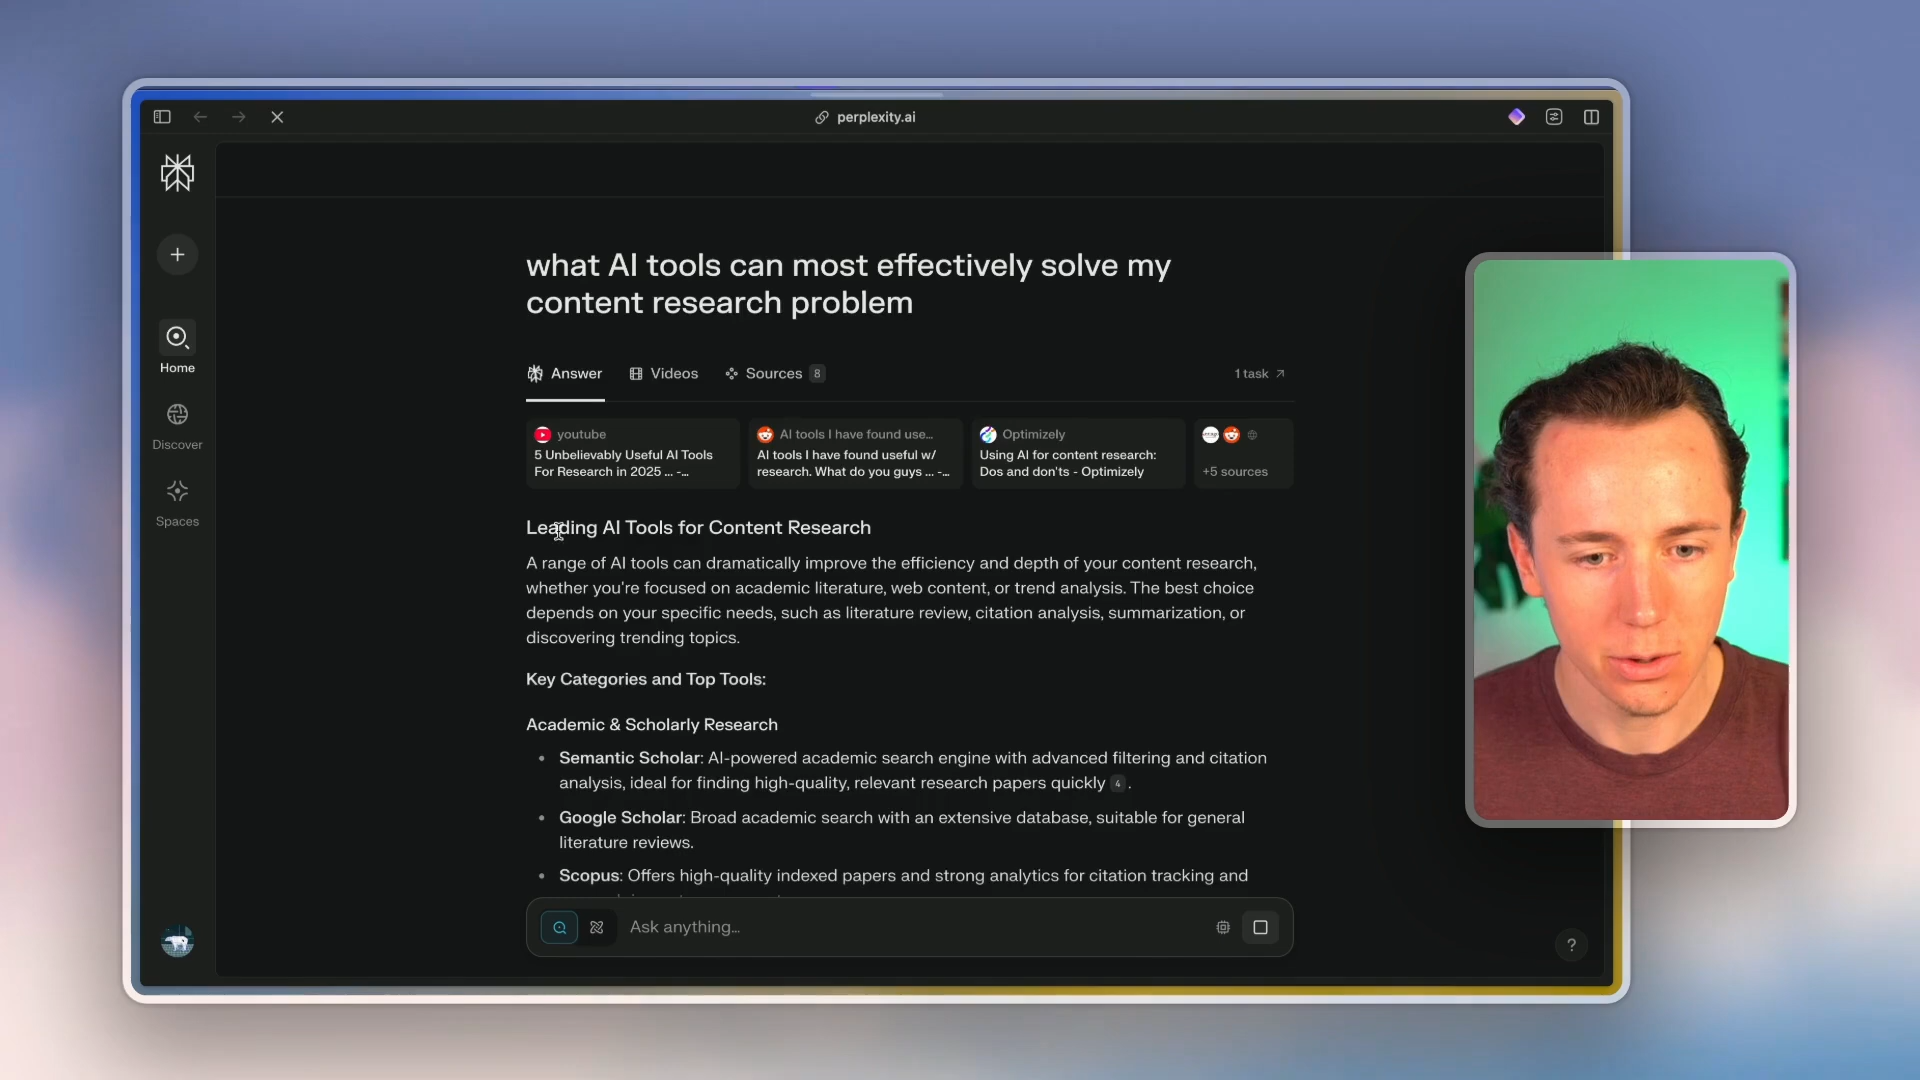 perplexity.ai
Home
Discover
Spaces
what AI tools can most effectively solve my
content research problem
Answer
Videos
Sources 8
1 task
youtube
5 Unbelievably Useful AI Tools
For Research in 2025 ... -...
AI tools I have found use...
AI tools I have found useful w/
research. What do you guys ... -...
Optimizely
Using AI for content research:
Dos and don'ts - Optimizely
+5 sources
Leading AI Tools for Content Research
A range of AI tools can dramatically improve the efficiency and depth of your content research,
whether you're focused on academic literature, web content, or trend analysis. The best choice
depends on your specific needs, such as literature review, citation analysis, summarization, or
discovering trending topics.
Key Categories and Top Tools:
Academic & Scholarly Research
• Semantic Scholar: AI-powered academic search engine with advanced filtering and citation
analysis, ideal for finding high-quality, relevant research papers quickly 4 .
• Google Scholar: Broad academic search with an extensive database, suitable for general
literature reviews.
• Scopus: Offers high-quality indexed papers and strong analytics for citation tracking and
Ask anything...
?